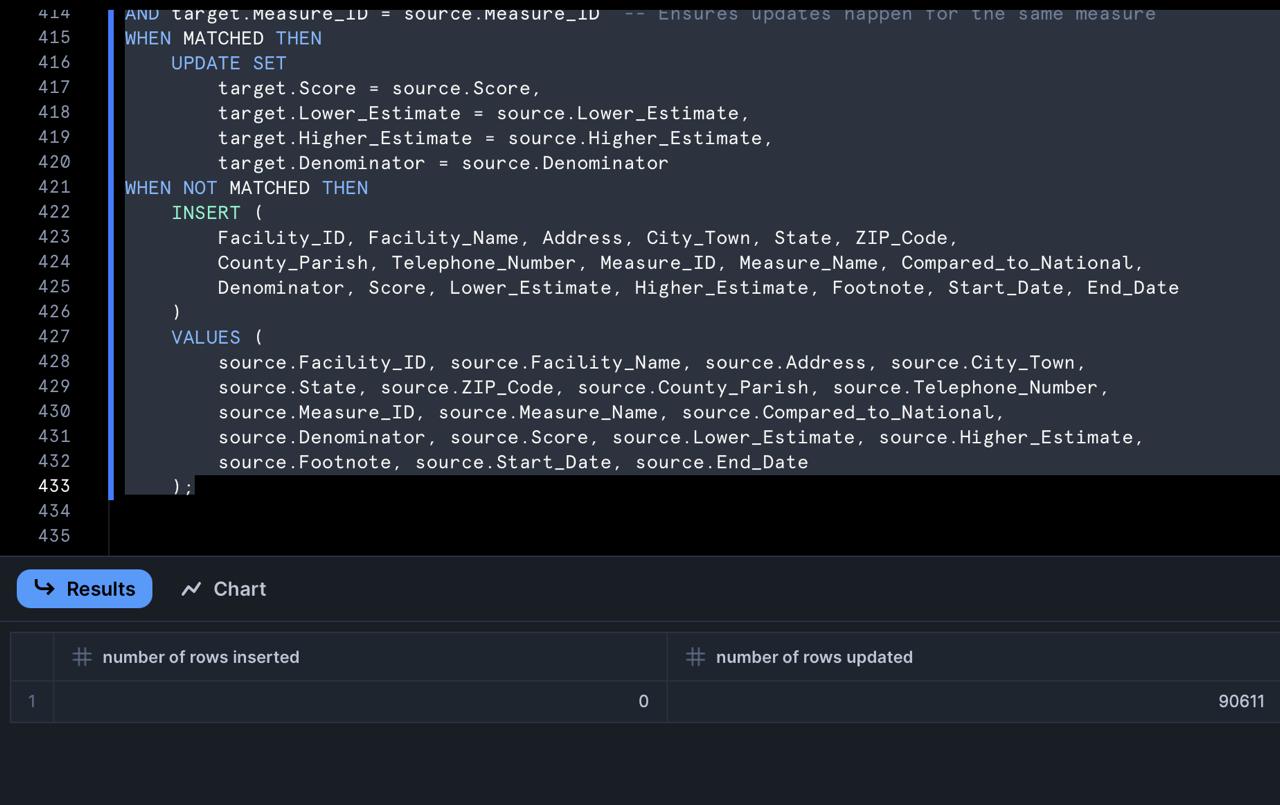 414 AND target.Measure_ID = source.Measure_ID -- Ensures updates happen for the same measure
415 WHEN MATCHED THEN
416 UPDATE SET
417 target.Score = source.Score,
418 target.Lower_Estimate = source.Lower_Estimate,
419 target.Higher_Estimate = source.Higher_Estimate,
420 target.Denominator = source.Denominator
421 WHEN NOT MATCHED THEN
422 INSERT (
423 Facility_ID, Facility_Name, Address, City_Town, State, ZIP_Code,
424 County_Parish, Telephone_Number, Measure_ID, Measure_Name, Compared_to_National,
425 Denominator, Score, Lower_Estimate, Higher_Estimate, Footnote, Start_Date, End_Date
426 )
427 VALUES (
428 source.Facility_ID, source.Facility_Name, source.Address, source.City_Town,
429 source.State, source.ZIP_Code, source.County_Parish, source.Telephone_Number,
430 source.Measure_ID, source.Measure_Name, source.Compared_to_National,
431 source.Denominator, source.Score, source.Lower_Estimate, source.Higher_Estimate,
432 source.Footnote, source.Start_Date, source.End_Date
433 );
434
435
Results Chart
# number of rows inserted # number of rows updated
1 0 90611